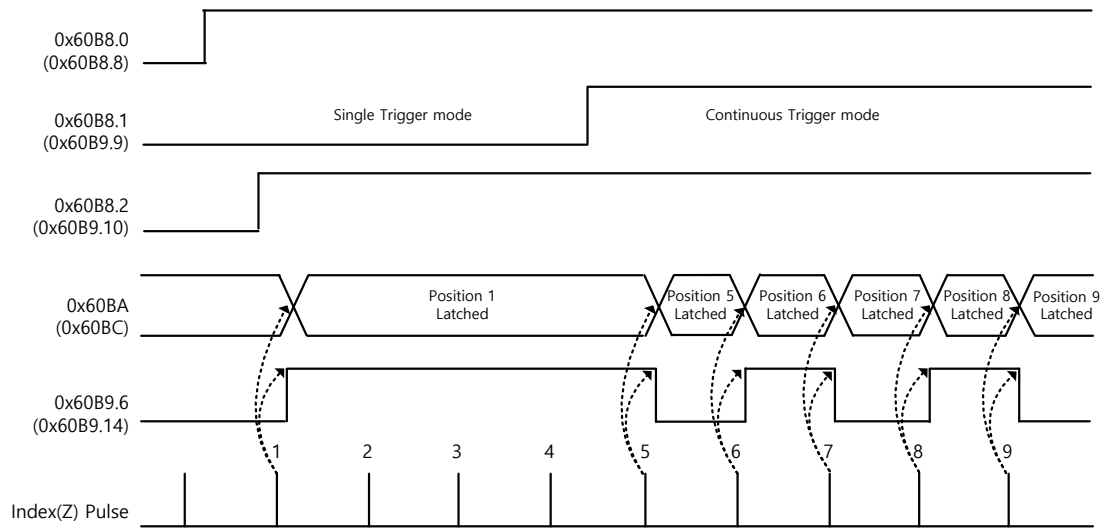 0x60B8.0
(0x60B8.8)
0x60B8.1
(0x60B9.9)
Single Trigger mode
Continuous Trigger mode
0x60B8.2
(0x60B9.10)
0x60BA
(0x60BC)
Position 1
Latched
Position 5
Latched
Position 6
Latched
Position 7
Latched
Position 8
Latched
Position 9
Latched
0x60B9.6
(0x60B9.14)
1 2 3 4 5 6 7 8 9
Index(Z) Pulse